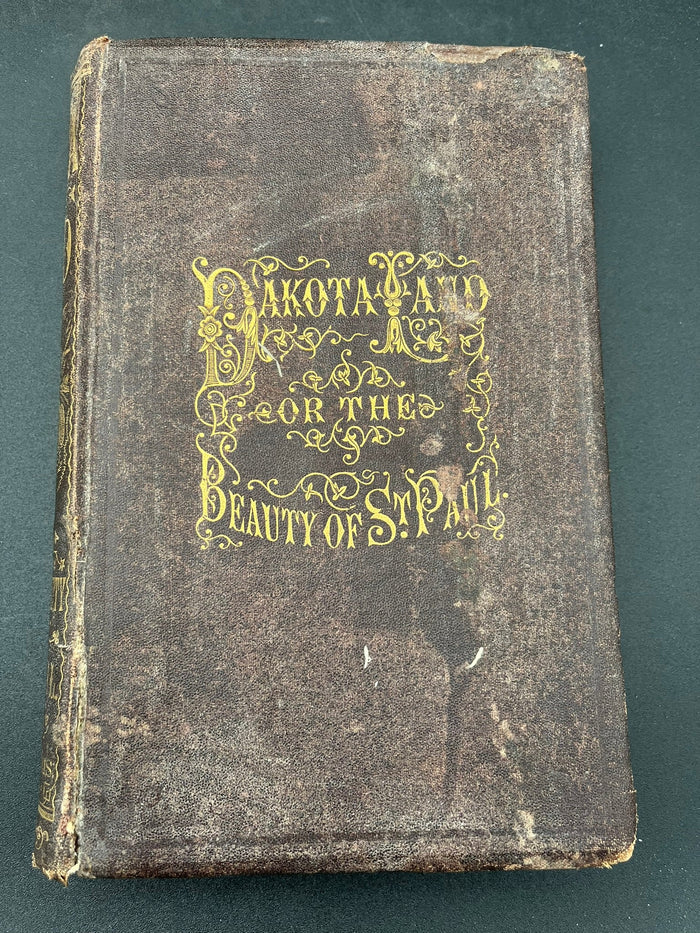 DAKOTA LAND
OR THE
BEAUTY OF ST. PAUL.